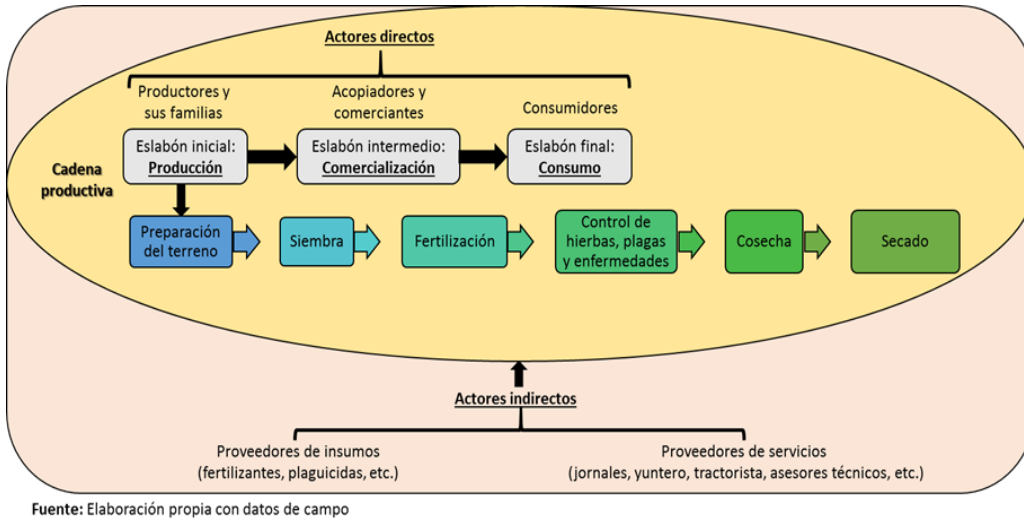 Actores directos
Productores y
sus familias
Acopiadores y
comerciantes
Consumidores
Eslabón inicial:
Producción
Eslabón intermedio:
Comercialización
Eslabón final:
Consumo
Cadena
productiva
Preparación
del terreno
Siembra
Fertilización
Control de
hierbas, plagas
y enfermedades
Cosecha
Secado
Actores indirectos
Proveedores de insumos
(fertilizantes, plaguicidas, etc.)
Proveedores de servicios
(jornales, yuntero, tractorista, asesores técnicos, etc.)
Fuente: Elaboración propia con datos de campo